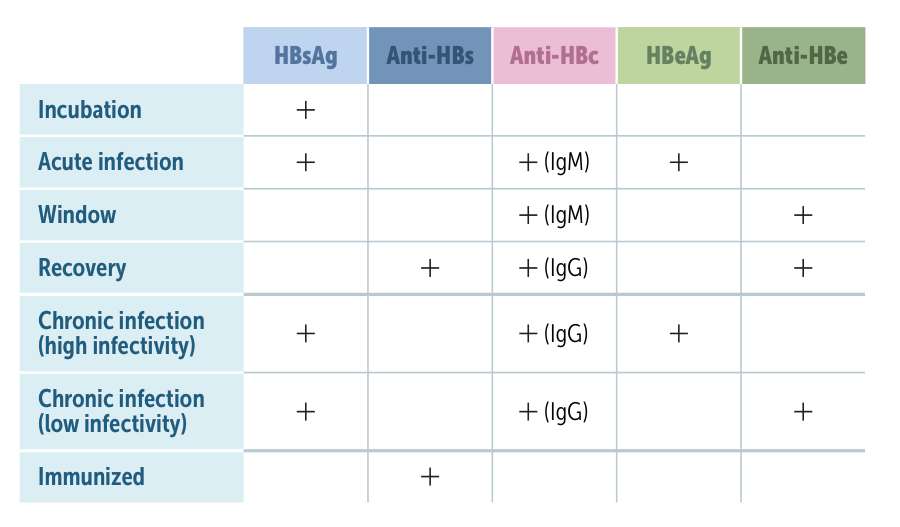 HBsAg Anti-HBs Anti-HBc HBeAg Anti-HBe
Incubation +
Acute infection + + (IgM) +
Window + (IgM) +
Recovery + + (IgG) +
Chronic infection
(high infectivity) + + (IgG) +
Chronic infection
(low infectivity) + + (IgG) +
Immunized +